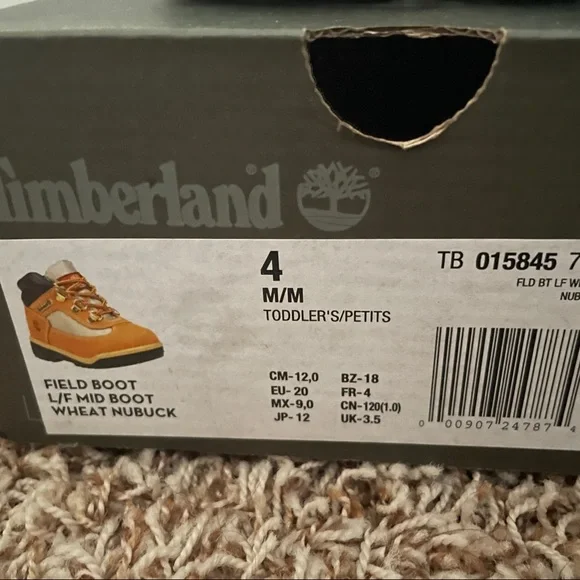 Timberland®
4
M/M
TODDLER'S/PETITS
TB 015845 7
FLD BT LF
FIELD BOOT
L/F MID BOOT
WHEAT NUBUCK
CM-12,0 BZ-18
EU-20 FR-4
MX-9,0 CN-120(1.0)
JP-12 UK-3.5
0 00907 24787 4